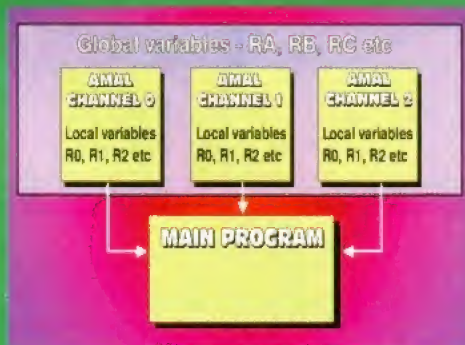 Global variables - RA, RB, RC etc
AMAL
CHANNEL 0
Local variables
R0, R1, R2 etc
AMAL
CHANNEL 1
Local variables
R0, R1, R2 etc
AMAL
CHANNEL 2
Local variables
R0, R1, R2 etc
MAIN PROGRAM